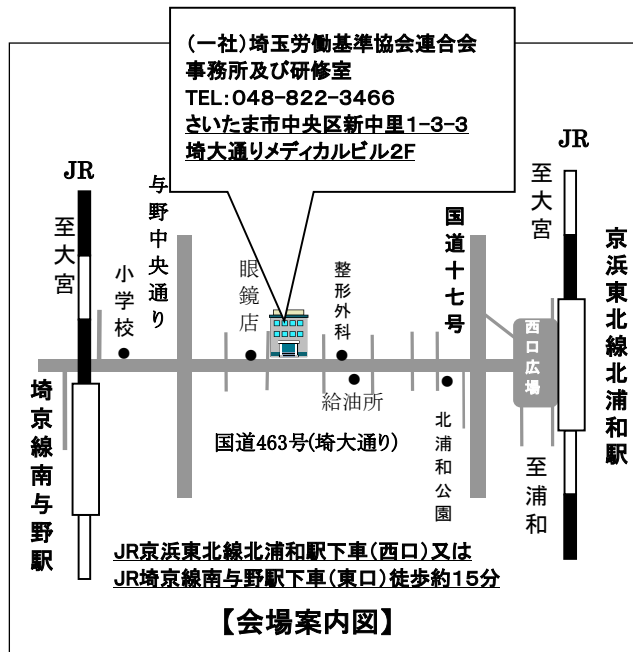 （一社）埼玉労働基準協会連合会
事務所及び研修室
TEL：048-822-3466
さいたま市中央区新中里1-3-3
埼大通りメディカルビル2F
JR
JR
至大宮
与野中央通り
小学校
眼鏡店
整形外科
国道十七号
至大宮
京浜東北線北浦和駅
西口広場
給油所
埼京線南与野駅
国道463号(埼大通り)
北浦和公園
至浦和
JR京浜東北線北浦和駅下車（西口）又は
JR埼京線南与野駅下車（東口）徒歩約15分
【会場案内図】